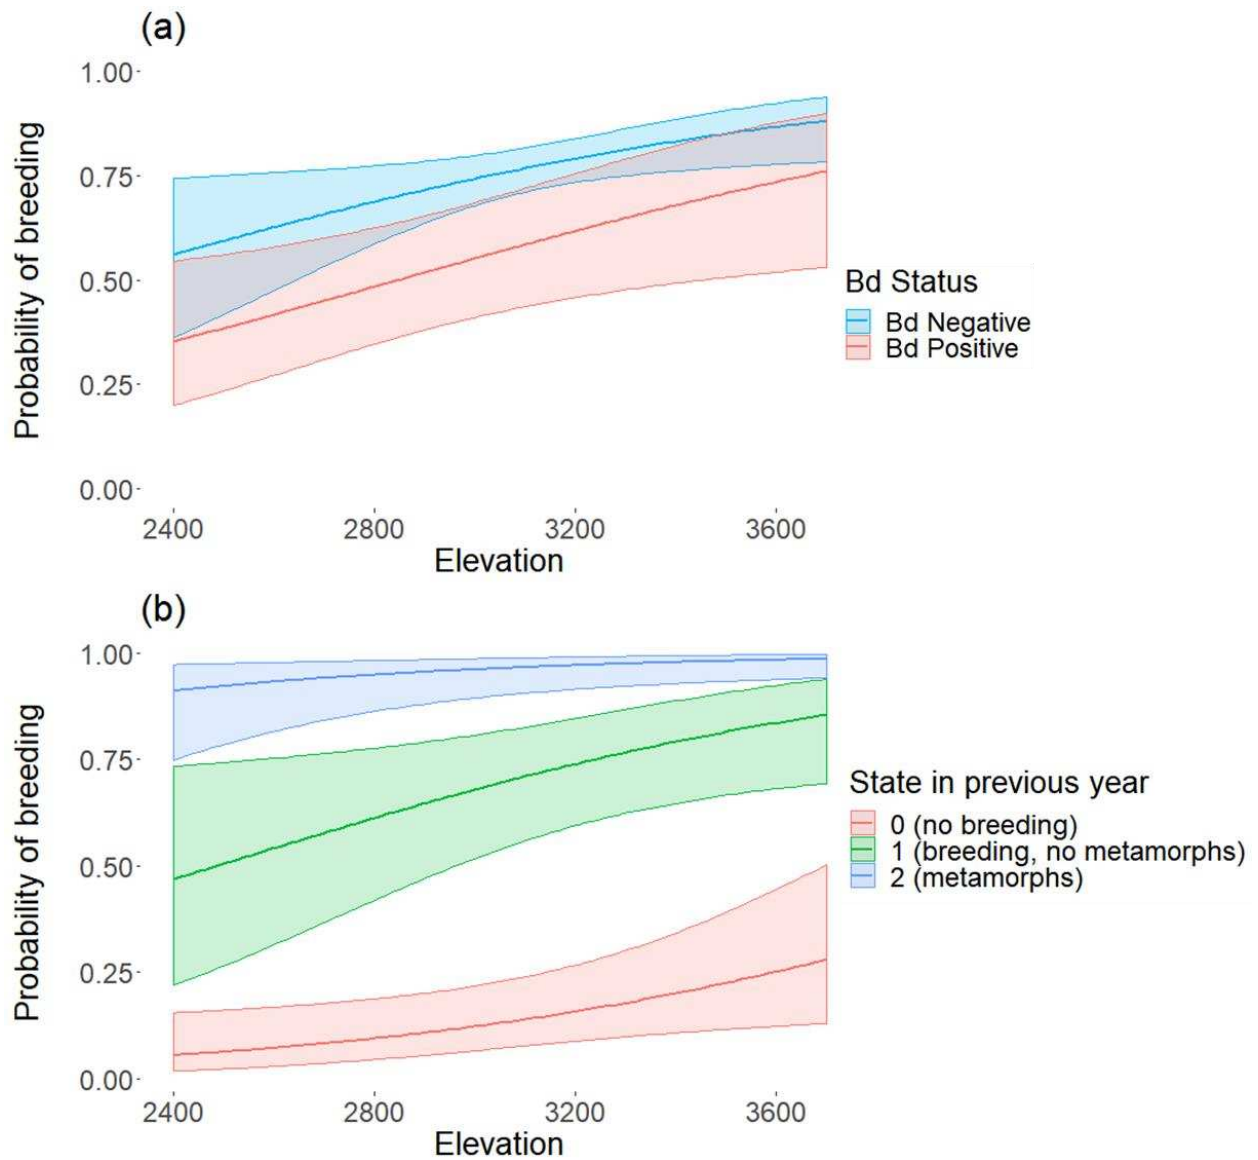 (a)
Probability of breeding
1.00
0.75
0.50
0.25
0.00
2400 2800 3200 3600
Elevation
Bd Status
Bd Negative
Bd Positive
(b)
Probability of breeding
1.00
0.75
0.50
0.25
0.00
2400 2800 3200 3600
Elevation
State in previous year
0 (no breeding)
1 (breeding, no metamorphs)
2 (metamorphs)